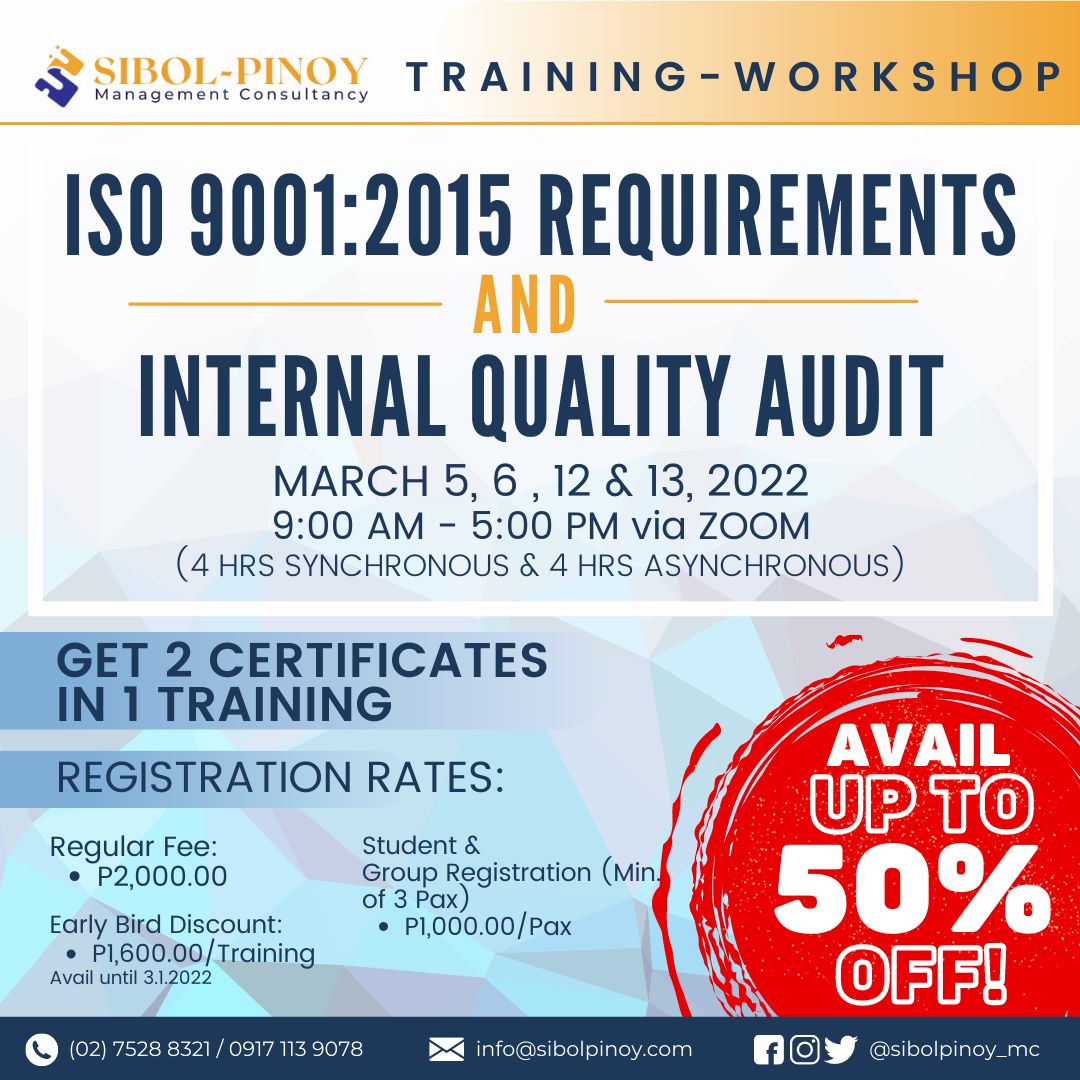 SIBOL-PINOY
Management Consultancy
TRAINING-WORKSHOP
ISO 9001:2015 REQUIREMENTS
AND
INTERNAL QUALITY AUDIT
MARCH 5, 6 , 12 & 13, 2022
9:00 AM - 5:00 PM via ZOOM
(4 HRS SYNCHRONOUS & 4 HRS ASYNCHRONOUS)
GET 2 CERTIFICATES
IN 1 TRAINING
REGISTRATION RATES:
Regular Fee:
• P2,000.00
Early Bird Discount:
• P1,600.00/Training
Avail until 3.1.2022
Student &
Group Registration (Min.
of 3 Pax)
• P1,000.00/Pax
AVAIL
UP TO
50%
OFF!
(02) 7528 8321 / 0917 113 9078
info@sibolpinoy.com
@sibolpinoy_mc